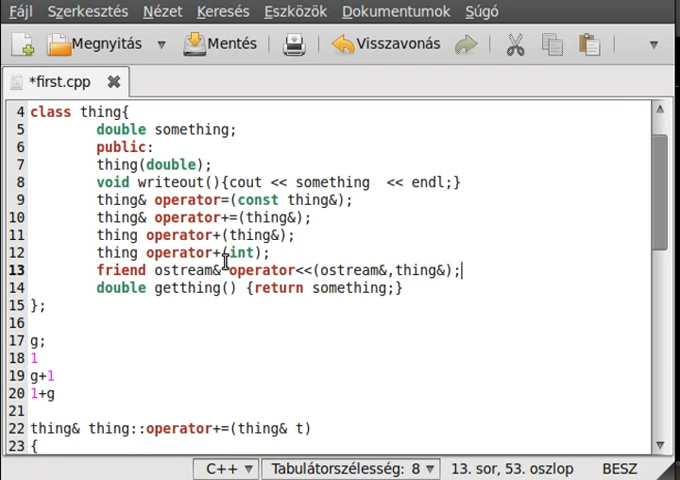 Fájl Szerkesztés Nézet Keresés Eszközök Dokumentumok Súgó
Megnyitás Mentés Visszavonás
*first.cpp
4 class thing{
5 double something;
6 public:
7 thing(double);
8 void writeout(){cout << something  << endl;}
9 thing& operator=(const thing&);
10 thing& operator+=(thing&);
11 thing operator+(thing&);
12 thing operator+(int);
13 friend ostream& operator<<(ostream&,thing&);
14 double getthing() {return something;}
15 };
16
17 g;
18 1
19 g+1
20 1+g
21
22 thing& thing::operator+=(thing& t)
23 {
C++ Tabulátorszélesség: 8 13. sor, 53. oszlop BESZ